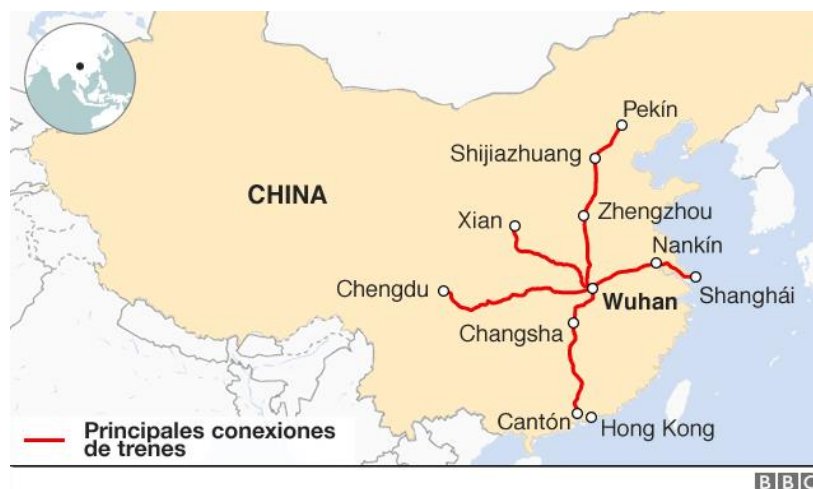 Pekín
Shijiazhuang
CHINA
Zhengzhou
Xian
Nankín
Chengdu
Wuhan
Shanghái
Changsha
Cantón
Hong Kong
Principales conexiones
de trenes
BBC